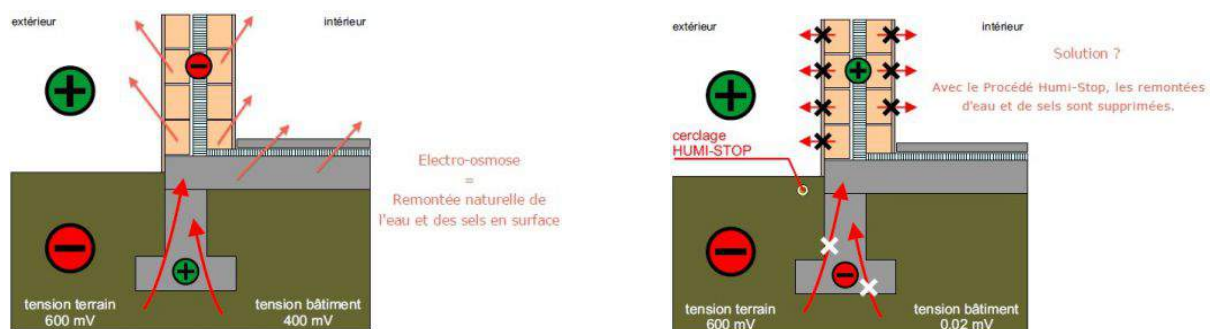 extérieur
intérieur
Electro-osmose
=
Remontée naturelle de
l'eau et des sels en surface
tension terrain
600 mV
tension bâtiment
400 mV
extérieur
intérieur
Solution ?
Avec le Procédé Humi-Stop, les remontées
d'eau et de sels sont supprimées.
cerclage
HUMI-STOP
tension terrain
600 mV
tension bâtiment
0.02 mV